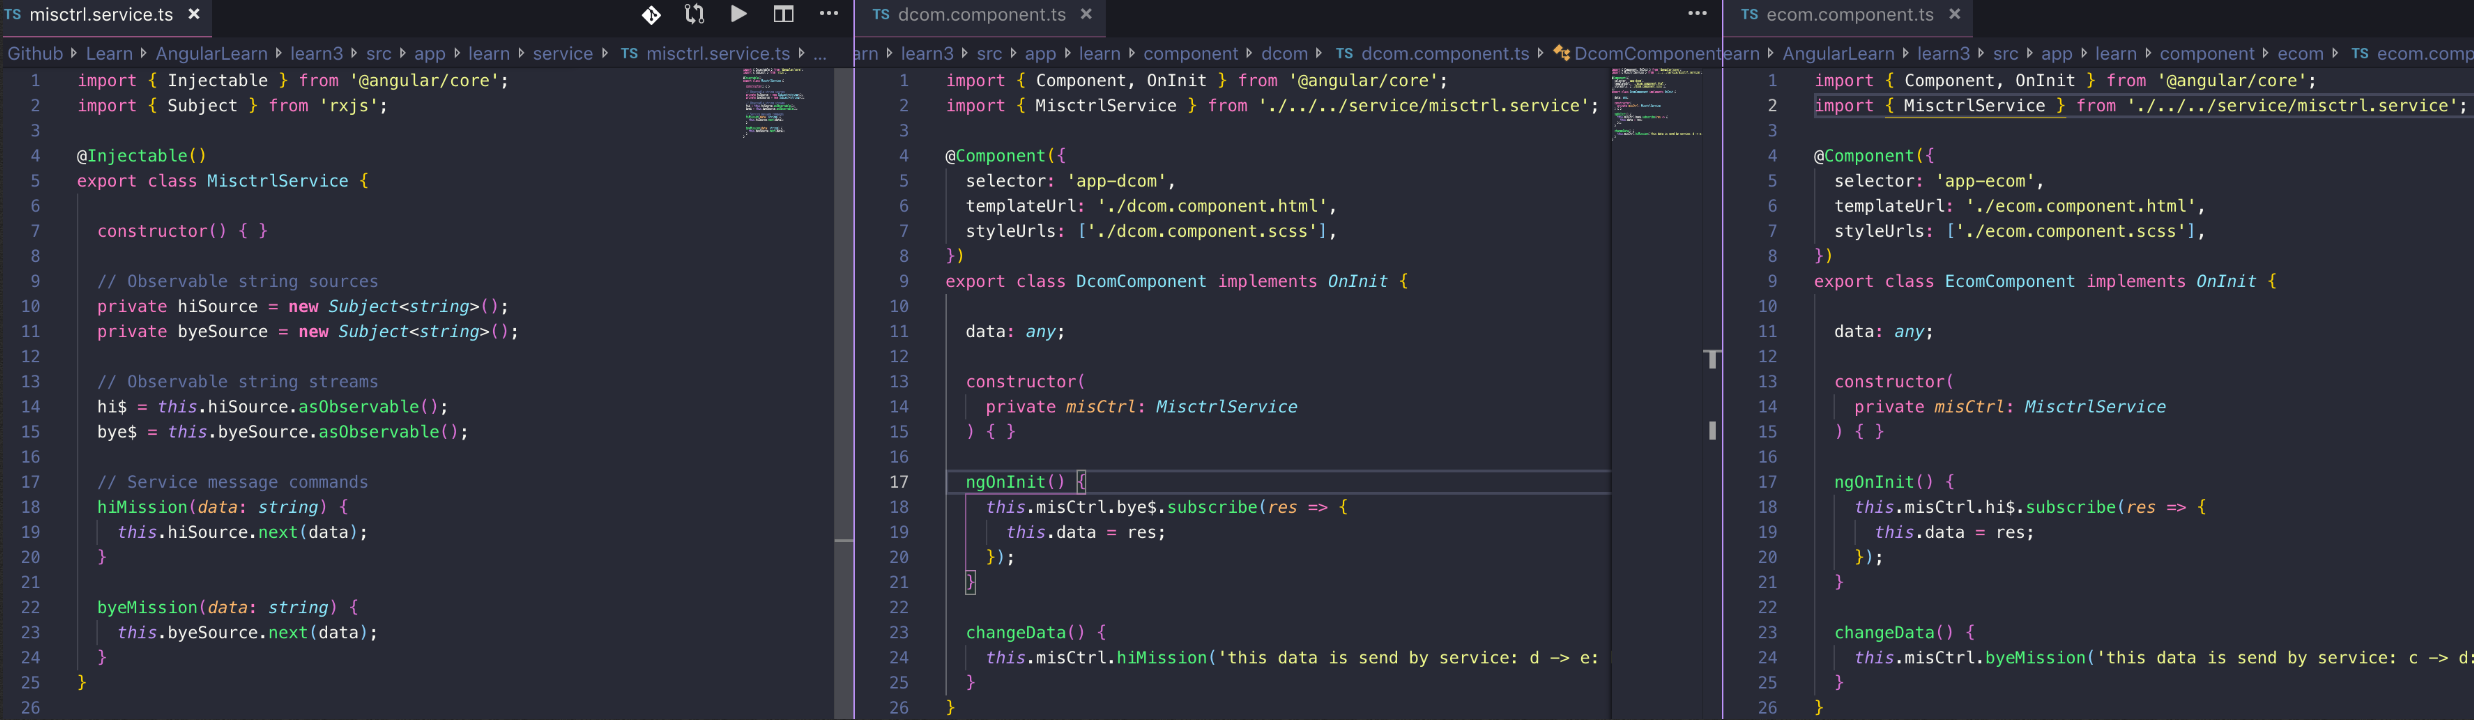 TS misctrl.service.ts ×
Github › Learn › AngularLearn › learn3 › src › app › learn › service › TS misctrl.service.ts › ...
1 import { Injectable } from '@angular/core';
2 import { Subject } from 'rxjs';
3
4 @Injectable()
5 export class MisctrlService {
6
7 constructor() { }
8
9 // Observable string sources
10 private hiSource = new Subject<string>();
11 private byeSource = new Subject<string>();
12
13 // Observable string streams
14 hi$ = this.hiSource.asObservable();
15 bye$ = this.byeSource.asObservable();
16
17 // Service message commands
18 hiMission(data: string) {
19 this.hiSource.next(data);
20 }
21
22 byeMission(data: string) {
23 this.byeSource.next(data);
24 }
25 }
26
TS dcom.component.ts ×
arn › learn3 › src › app › learn › component › dcom › TS dcom.component.ts › DcomComponent
1 import { Component, OnInit } from '@angular/core';
2 import { MisctrlService } from './../../service/misctrl.service';
3
4 @Component({
5 selector: 'app-dcom',
6 templateUrl: './dcom.component.html',
7 styleUrls: ['./dcom.component.scss'],
8 })
9 export class DcomComponent implements OnInit {
10
11 data: any;
12
13 constructor(
14 private misCtrl: MisctrlService
15 ) { }
16
17 ngOnInit() {
18 this.misCtrl.bye$.subscribe(res => {
19 this.data = res;
20 });
21 }
22
23 changeData() {
24 this.misCtrl.hiMission('this data is send by service: d -> e:
25 }
26 }
TS ecom.component.ts ×
earn › AngularLearn › learn3 › src › app › learn › component › ecom › TS ecom.comp
1 import { Component, OnInit } from '@angular/core';
2 import { MisctrlService } from './../../service/misctrl.service';
3
4 @Component({
5 selector: 'app-ecom',
6 templateUrl: './ecom.component.html',
7 styleUrls: ['./ecom.component.scss'],
8 })
9 export class EcomComponent implements OnInit {
10
11 data: any;
12
13 constructor(
14 private misCtrl: MisctrlService
15 ) { }
16
17 ngOnInit() {
18 this.misCtrl.hi$.subscribe(res => {
19 this.data = res;
20 });
21 }
22
23 changeData() {
24 this.misCtrl.byeMission('this data is send by service: c -> d:
25 }
26 }